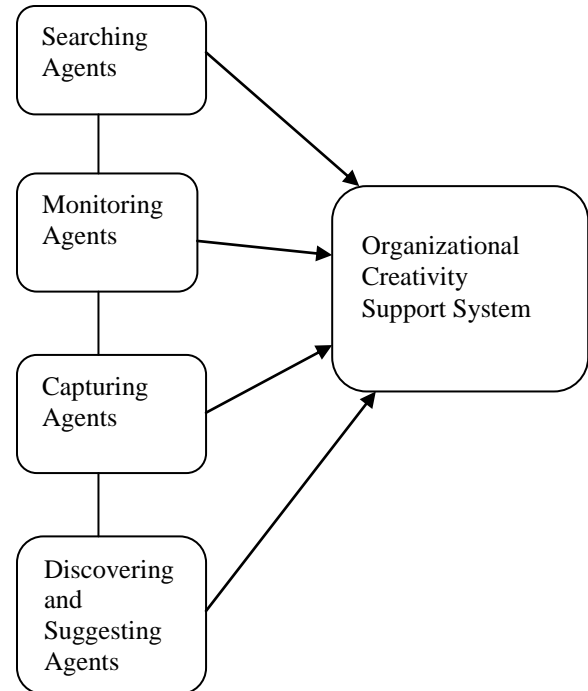 Searching
Agents
Monitoring
Agents
Organizational
Creativity
Support System
Capturing
Agents
Discovering
and
Suggesting
Agents